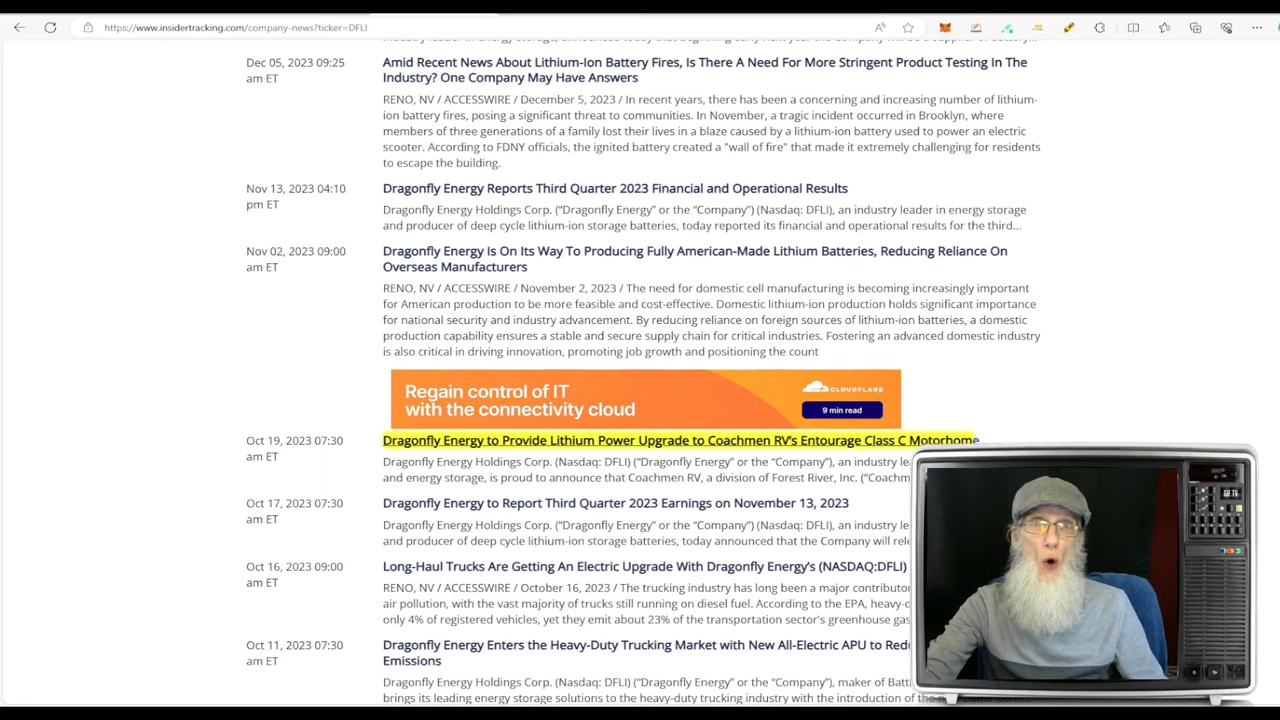 https://www.insidertracking.com/company-news?ticker=DFLI
Dec 05, 2023 09:25
am ET
Amid Recent News About Lithium-Ion Battery Fires, Is There A Need For More Stringent Product Testing In The
Industry? One Company May Have Answers
RENO, NV / ACCESSWIRE / December 5, 2023 / In recent years, there has been a concerning and increasing number of lithium-
ion battery fires, posing a significant threat to communities. In November, a tragic incident occurred in Brooklyn, where
members of three generations of a family lost their lives in a blaze caused by a lithium-ion battery used to power an electric
scooter. According to FDNY officials, the ignited battery created a "wall of fire" that made it extremely challenging for residents
to escape the building.
Nov 13, 2023 04:10
pm ET
Dragonfly Energy Reports Third Quarter 2023 Financial and Operational Results
Dragonfly Energy Holdings Corp. ("Dragonfly Energy" or the "Company") (Nasdaq: DFLI), an industry leader in energy storage
and producer of deep cycle lithium-ion storage batteries, today reported its financial and operational results for the third...
Nov 02, 2023 09:00
am ET
Dragonfly Energy Is On Its Way To Producing Fully American-Made Lithium Batteries, Reducing Reliance On
Overseas Manufacturers
RENO, NV / ACCESSWIRE / November 2, 2023 / The need for domestic cell manufacturing is becoming increasingly important
for American production to be more feasible and cost-effective. Domestic lithium-ion production holds significant importance
for national security and industry advancement. By reducing reliance on foreign sources of lithium-ion batteries, a domestic
production capability ensures a stable and secure supply chain for critical industries. Fostering an advanced domestic industry
is also critical in driving innovation, promoting job growth and positioning the count
Regain control of IT
with the connectivity cloud
CLOUDFLARE
9 min read
Oct 19, 2023 07:30
am ET
Dragonfly Energy to Provide Lithium Power Upgrade to Coachmen RV's Entourage Class C Motorhome
Dragonfly Energy Holdings Corp. (Nasdaq: DFLI) ("Dragonfly Energy" or the "Company"), an industry lea
and energy storage, is proud to announce that Coachmen RV, a division of Forest River, Inc. ("Coachm
Oct 17, 2023 07:30
am ET
Dragonfly Energy to Report Third Quarter 2023 Earnings on November 13, 2023
Dragonfly Energy Holdings Corp. (Nasdaq: DFLI) ("Dragonfly Energy" or the "Company"), an industry lea
and producer of deep cycle lithium-ion storage batteries, today announced that the Company will rele
Oct 16, 2023 09:00
am ET
Long-Haul Trucks Are Getting An Electric Upgrade With Dragonfly Energy's (NASDAQ:DFLI)
RENO, NV / ACCESSWIRE / October 16, 2023 / The trucking industry has long been a major contributor
air pollution, with the vast majority of trucks still running on diesel fuel. According to the EPA, heavy-d
only 4% of registered vehicles, yet they emit about 23% of the transportation sector's greenhouse gas
Oct 11, 2023 07:30
am ET
Dragonfly Energy Enters the Heavy-Duty Trucking Market with New All-Electric APU to Redu
Emissions
Dragonfly Energy Holdings Corp. (Nasdaq: DFLI) ("Dragonfly Energy" or the "Company"), maker of Battl
brings its leading energy storage solutions to the heavy-duty trucking industry with the introduction of the
GIF.TV